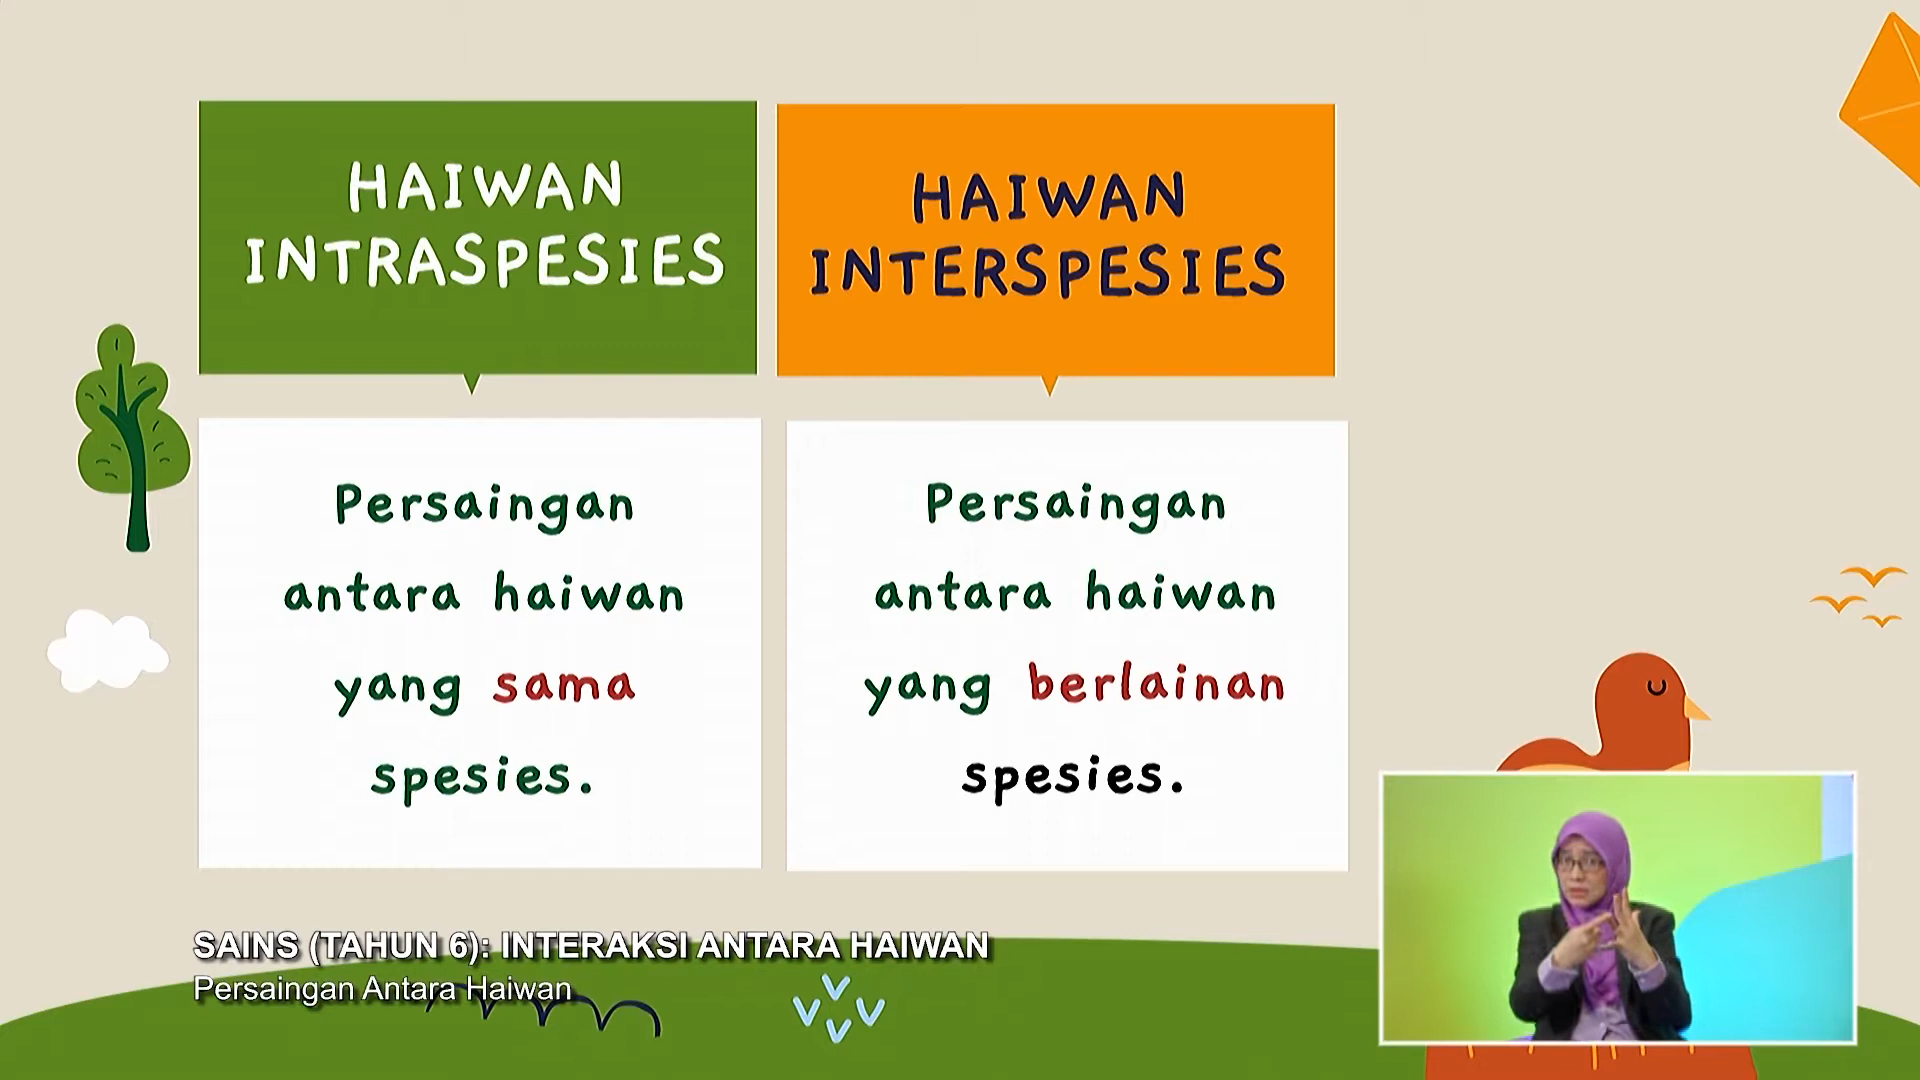 HAIWAN
INTRASPESIES
Persaingan
antara haiwan
yang sama
spesies.
HAIWAN
INTERSPESIES
Persaingan
antara haiwan
yang berlainan
spesies.
SAINS (TAHUN 6): INTERAKSI ANTARA HAIWAN
Persaingan Antara Haiwan